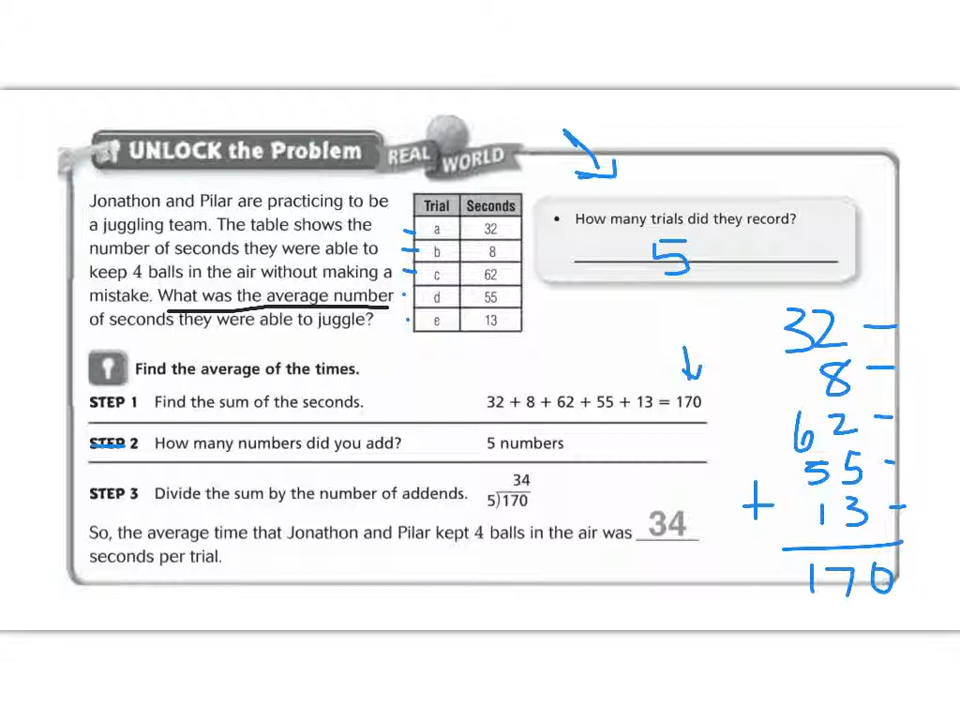 UNLOCK the Problem REAL WORLD
Jonathon and Pilar are practicing to be
a juggling team. The table shows the
number of seconds they were able to
keep 4 balls in the air without making a
mistake. What was the average number
of seconds they were able to juggle?
Trial Seconds
a 32
b 8
c 62
d 55
e 13
• How many trials did they record?
5
Find the average of the times.
STEP 1 Find the sum of the seconds. 32 + 8 + 62 + 55 + 13 = 170
STEP 2 How many numbers did you add? 5 numbers
STEP 3 Divide the sum by the number of addends.
34
5)170
So, the average time that Jonathon and Pilar kept 4 balls in the air was 34
seconds per trial.
32
8
62
55
+ 13
170